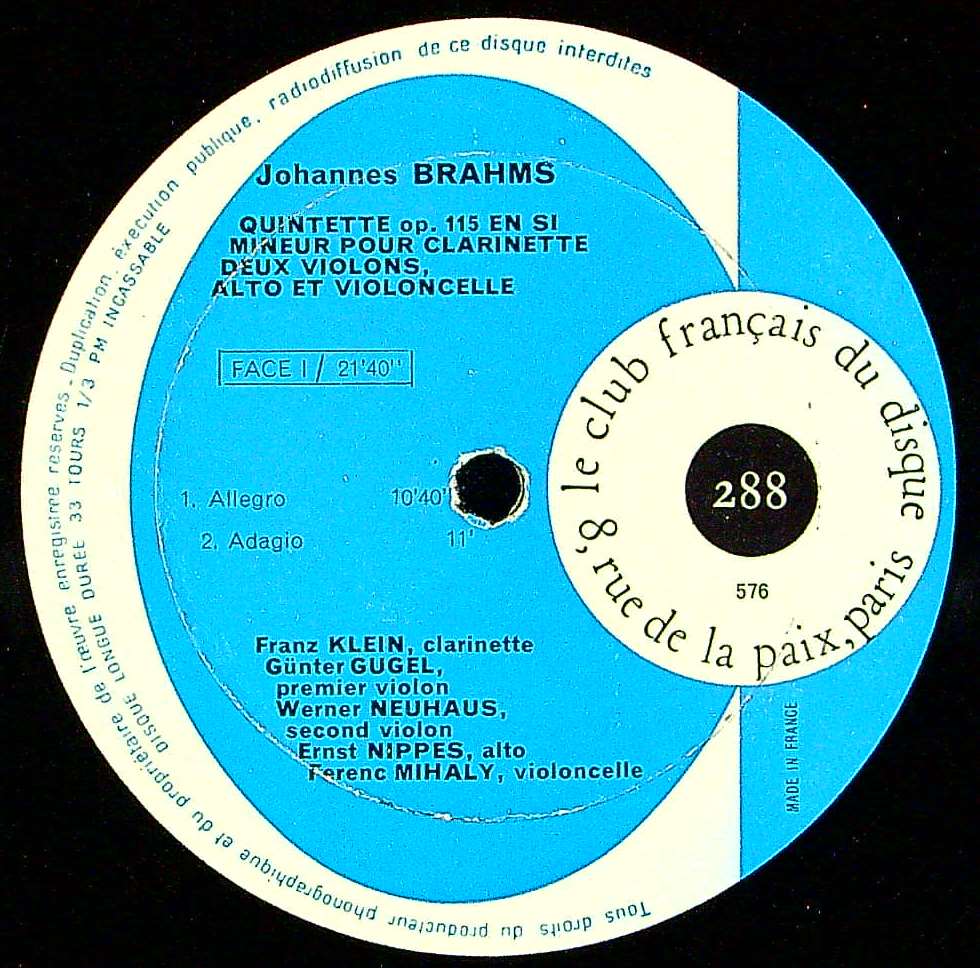 Johannes BRAHMS
QUINTETTE op. 115 EN SI
MINEUR POUR CLARINETTE
DEUX VIOLONS,
ALTO ET VIOLONCELLE
FACE I / 21'40''
1. Allegro 10'40'
2. Adagio 11'
Franz KLEIN, clarinette
Günter GUGEL,
premier violon
Werner NEUHAUS,
second violon
Ernst NIPPES, alto
Ferenc MIHALY, violoncelle
le club français du disque
8, rue de la paix, paris
288
576
MADE IN FRANCE
Tous droits du producteur phonographique et du propriétaire de l'œuvre enregistrée reserves - Duplication, éxecution publique, radiodiffusion de ce disque interdites
DISQUE LONGUE DUREE 33 TOURS 1/3 PM INCASSABLE